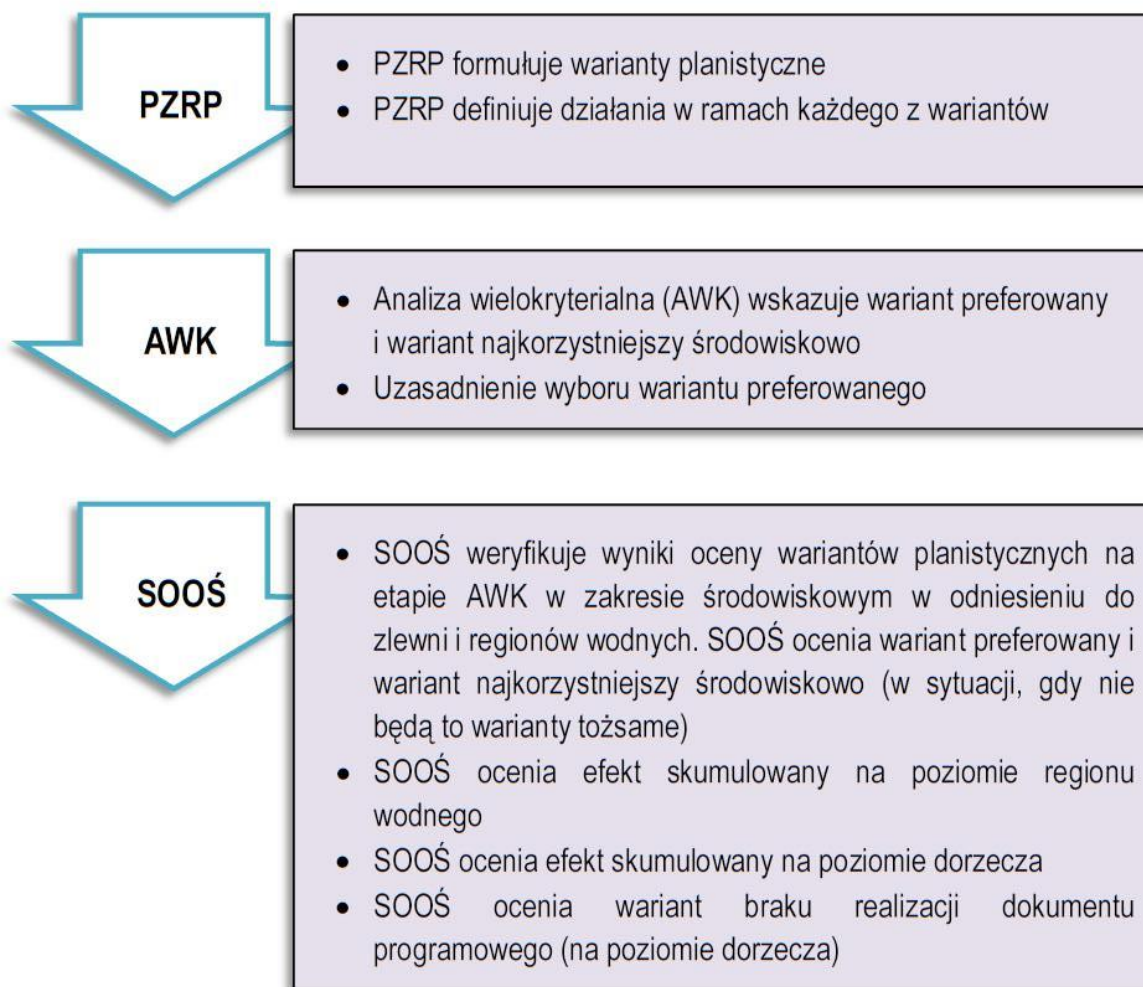 PZRP
• PZRP formułuje warianty planistyczne
• PZRP definiuje działania w ramach każdego z wariantów
AWK
• Analiza wielokryterialna (AWK) wskazuje wariant preferowany
i wariant najkorzystniejszy środowiskowo
• Uzasadnienie wyboru wariantu preferowanego
SOOŚ
• SOOŚ weryfikuje wyniki oceny wariantów planistycznych na
etapie AWK w zakresie środowiskowym w odniesieniu do
zlewni i regionów wodnych. SOOŚ ocenia wariant preferowany i
wariant najkorzystniejszy środowiskowo (w sytuacji, gdy nie
będą to warianty tożsame)
• SOOŚ ocenia efekt skumulowany na poziomie regionu
wodnego
• SOOŚ ocenia efekt skumulowany na poziomie dorzecza
• SOOŚ ocenia wariant braku realizacji dokumentu
programowego (na poziomie dorzecza)